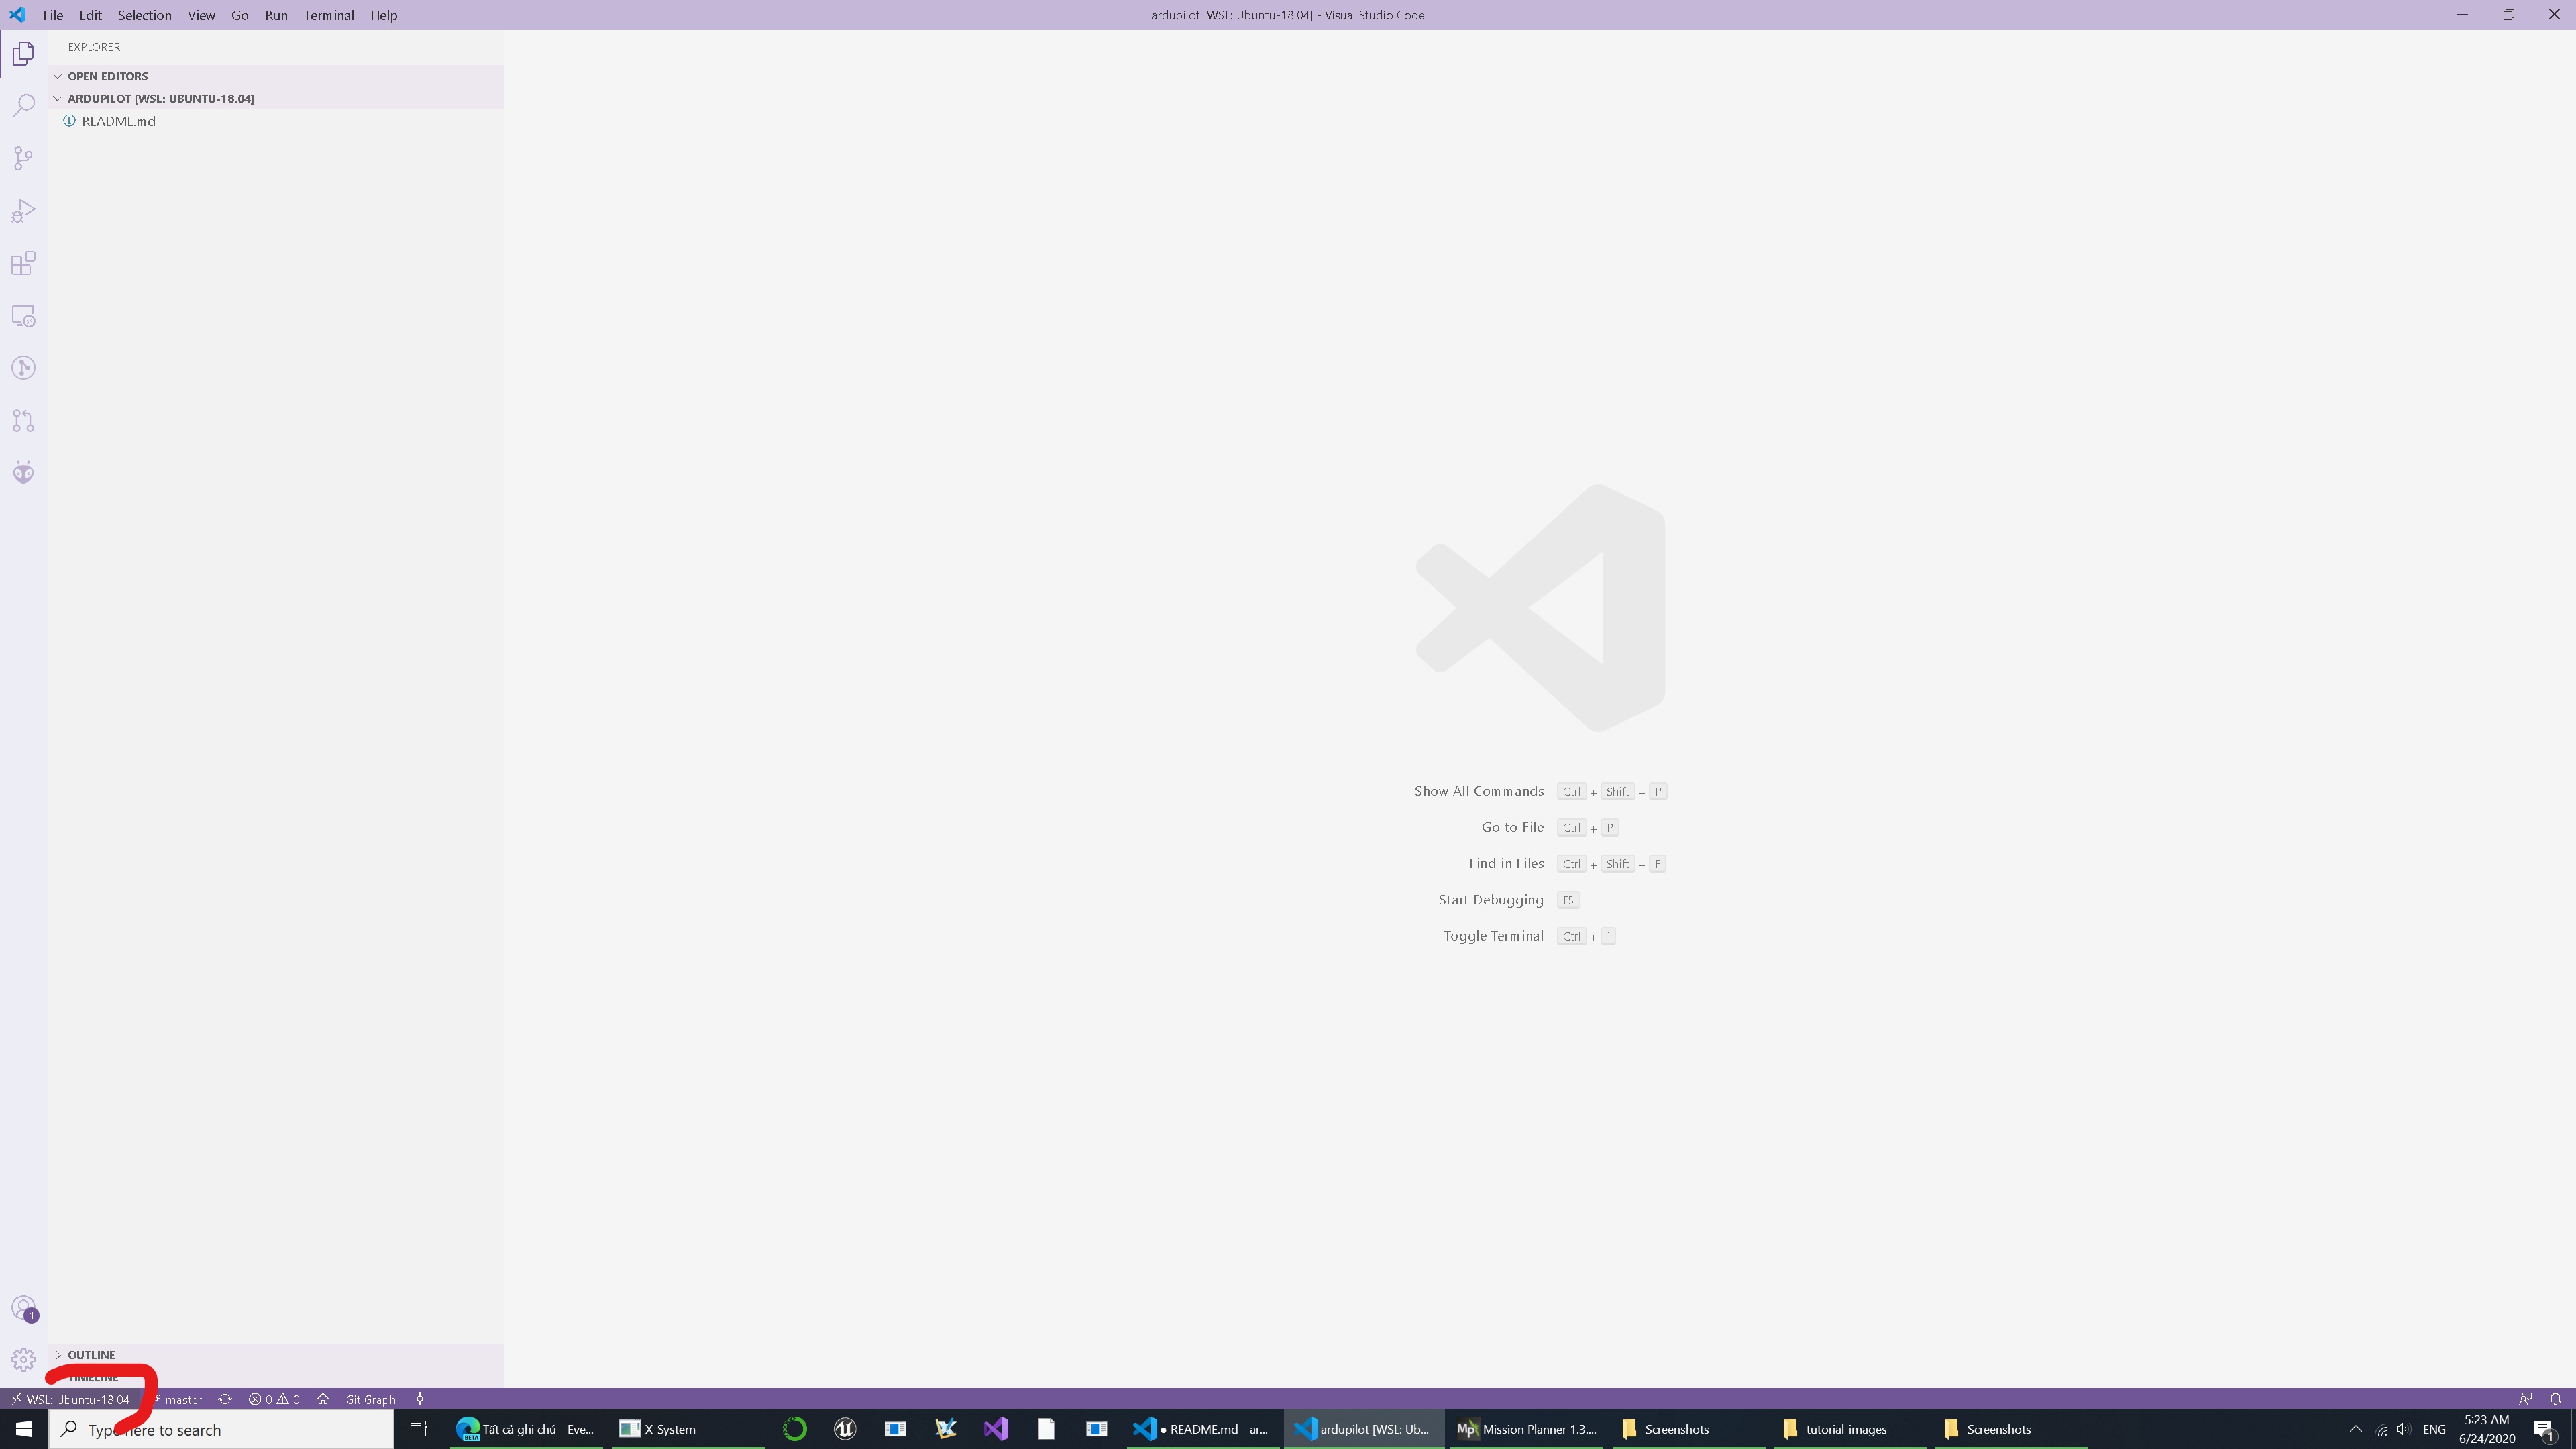 File Edit Selection View Go Run Terminal Help
ardupilot [WSL: Ubuntu-18.04] - Visual Studio Code
EXPLORER
OPEN EDITORS
ARDUPILOT [WSL: UBUNTU-18.04]
README.md
Show All Commands Ctrl + Shift + P
Go to File Ctrl + P
Find in Files Ctrl + Shift + F
Start Debugging F5
Toggle Terminal Ctrl + `
1
OUTLINE
TIMELINE
WSL: Ubuntu-18.04 master 0 0 Git Graph
Type here to search
BETA Tất cả ghi chú - Eve... X-System ● README.md - ar... ardupilot [WSL: Ub... Mp Mission Planner 1.3.... Screenshots tutorial-images Screenshots ENG
5:23 AM
6/24/2020
1